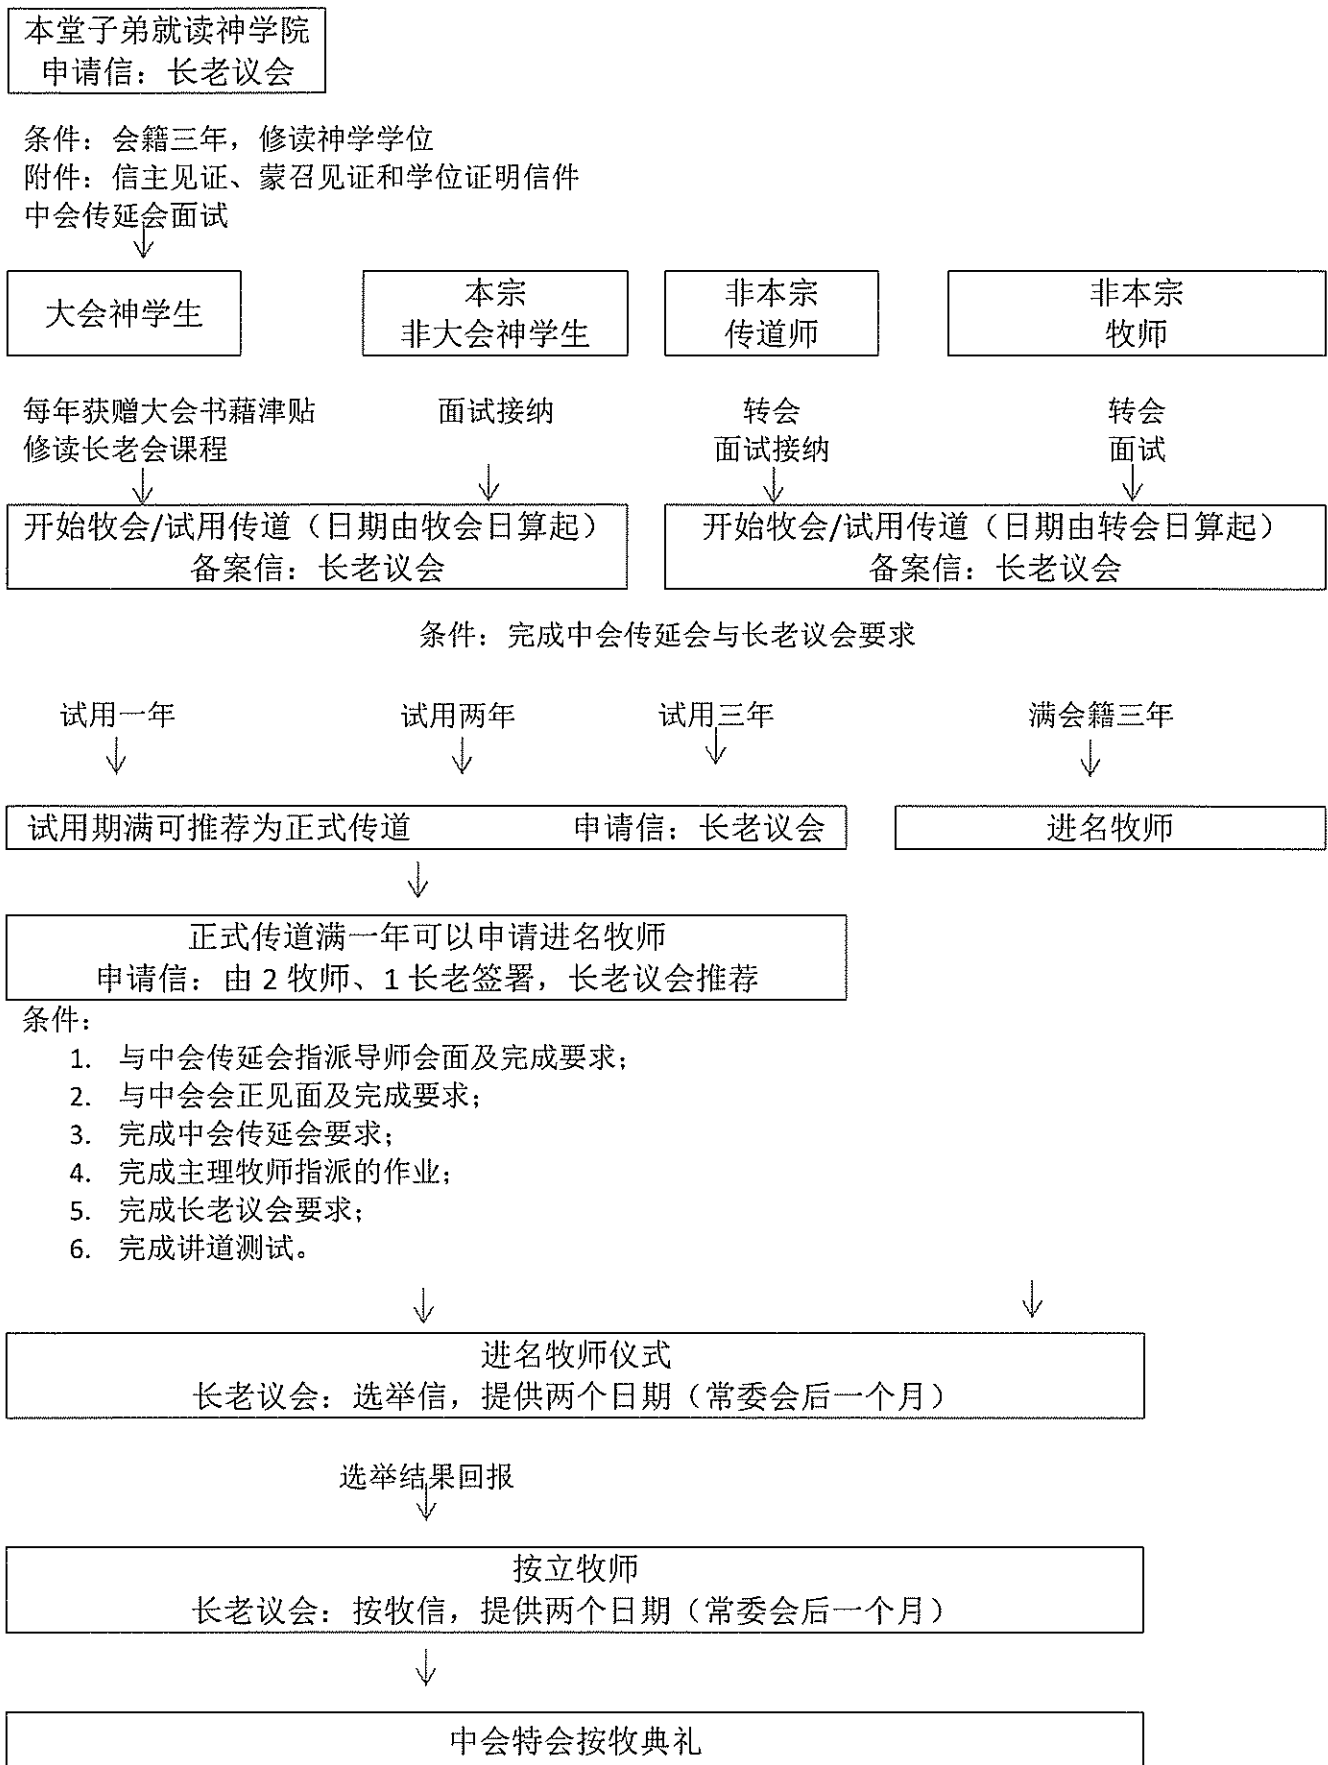 本堂子弟就读神学院
申请信：长老议会
条件：会籍三年，修读神学学位
附件：信主见证、蒙召见证和学位证明信件
中会传延会面试
大会神学生
本宗
非大会神学生
非本宗
传道师
非本宗
牧师
每年获赠大会书藉津贴
修读长老会课程
面试接纳
转会
面试接纳
转会
面试
开始牧会/试用传道（日期由牧会日算起）
备案信：长老议会
开始牧会/试用传道（日期由转会日算起）
备案信：长老议会
条件：完成中会传延会与长老议会要求
试用一年
试用两年
试用三年
满会籍三年
试用期满可推荐为正式传道 申请信：长老议会
进名牧师
正式传道满一年可以申请进名牧师
申请信：由 2 牧师、1 长老签署，长老议会推荐
条件：
1. 与中会传延会指派导师会面及完成要求；
2. 与中会会正见面及完成要求；
3. 完成中会传延会要求；
4. 完成主理牧师指派的作业；
5. 完成长老议会要求；
6. 完成讲道测试。
进名牧师仪式
长老议会：选举信，提供两个日期（常委会后一个月）
选举结果回报
按立牧师
长老议会：按牧信，提供两个日期（常委会后一个月）
中会特会按牧典礼